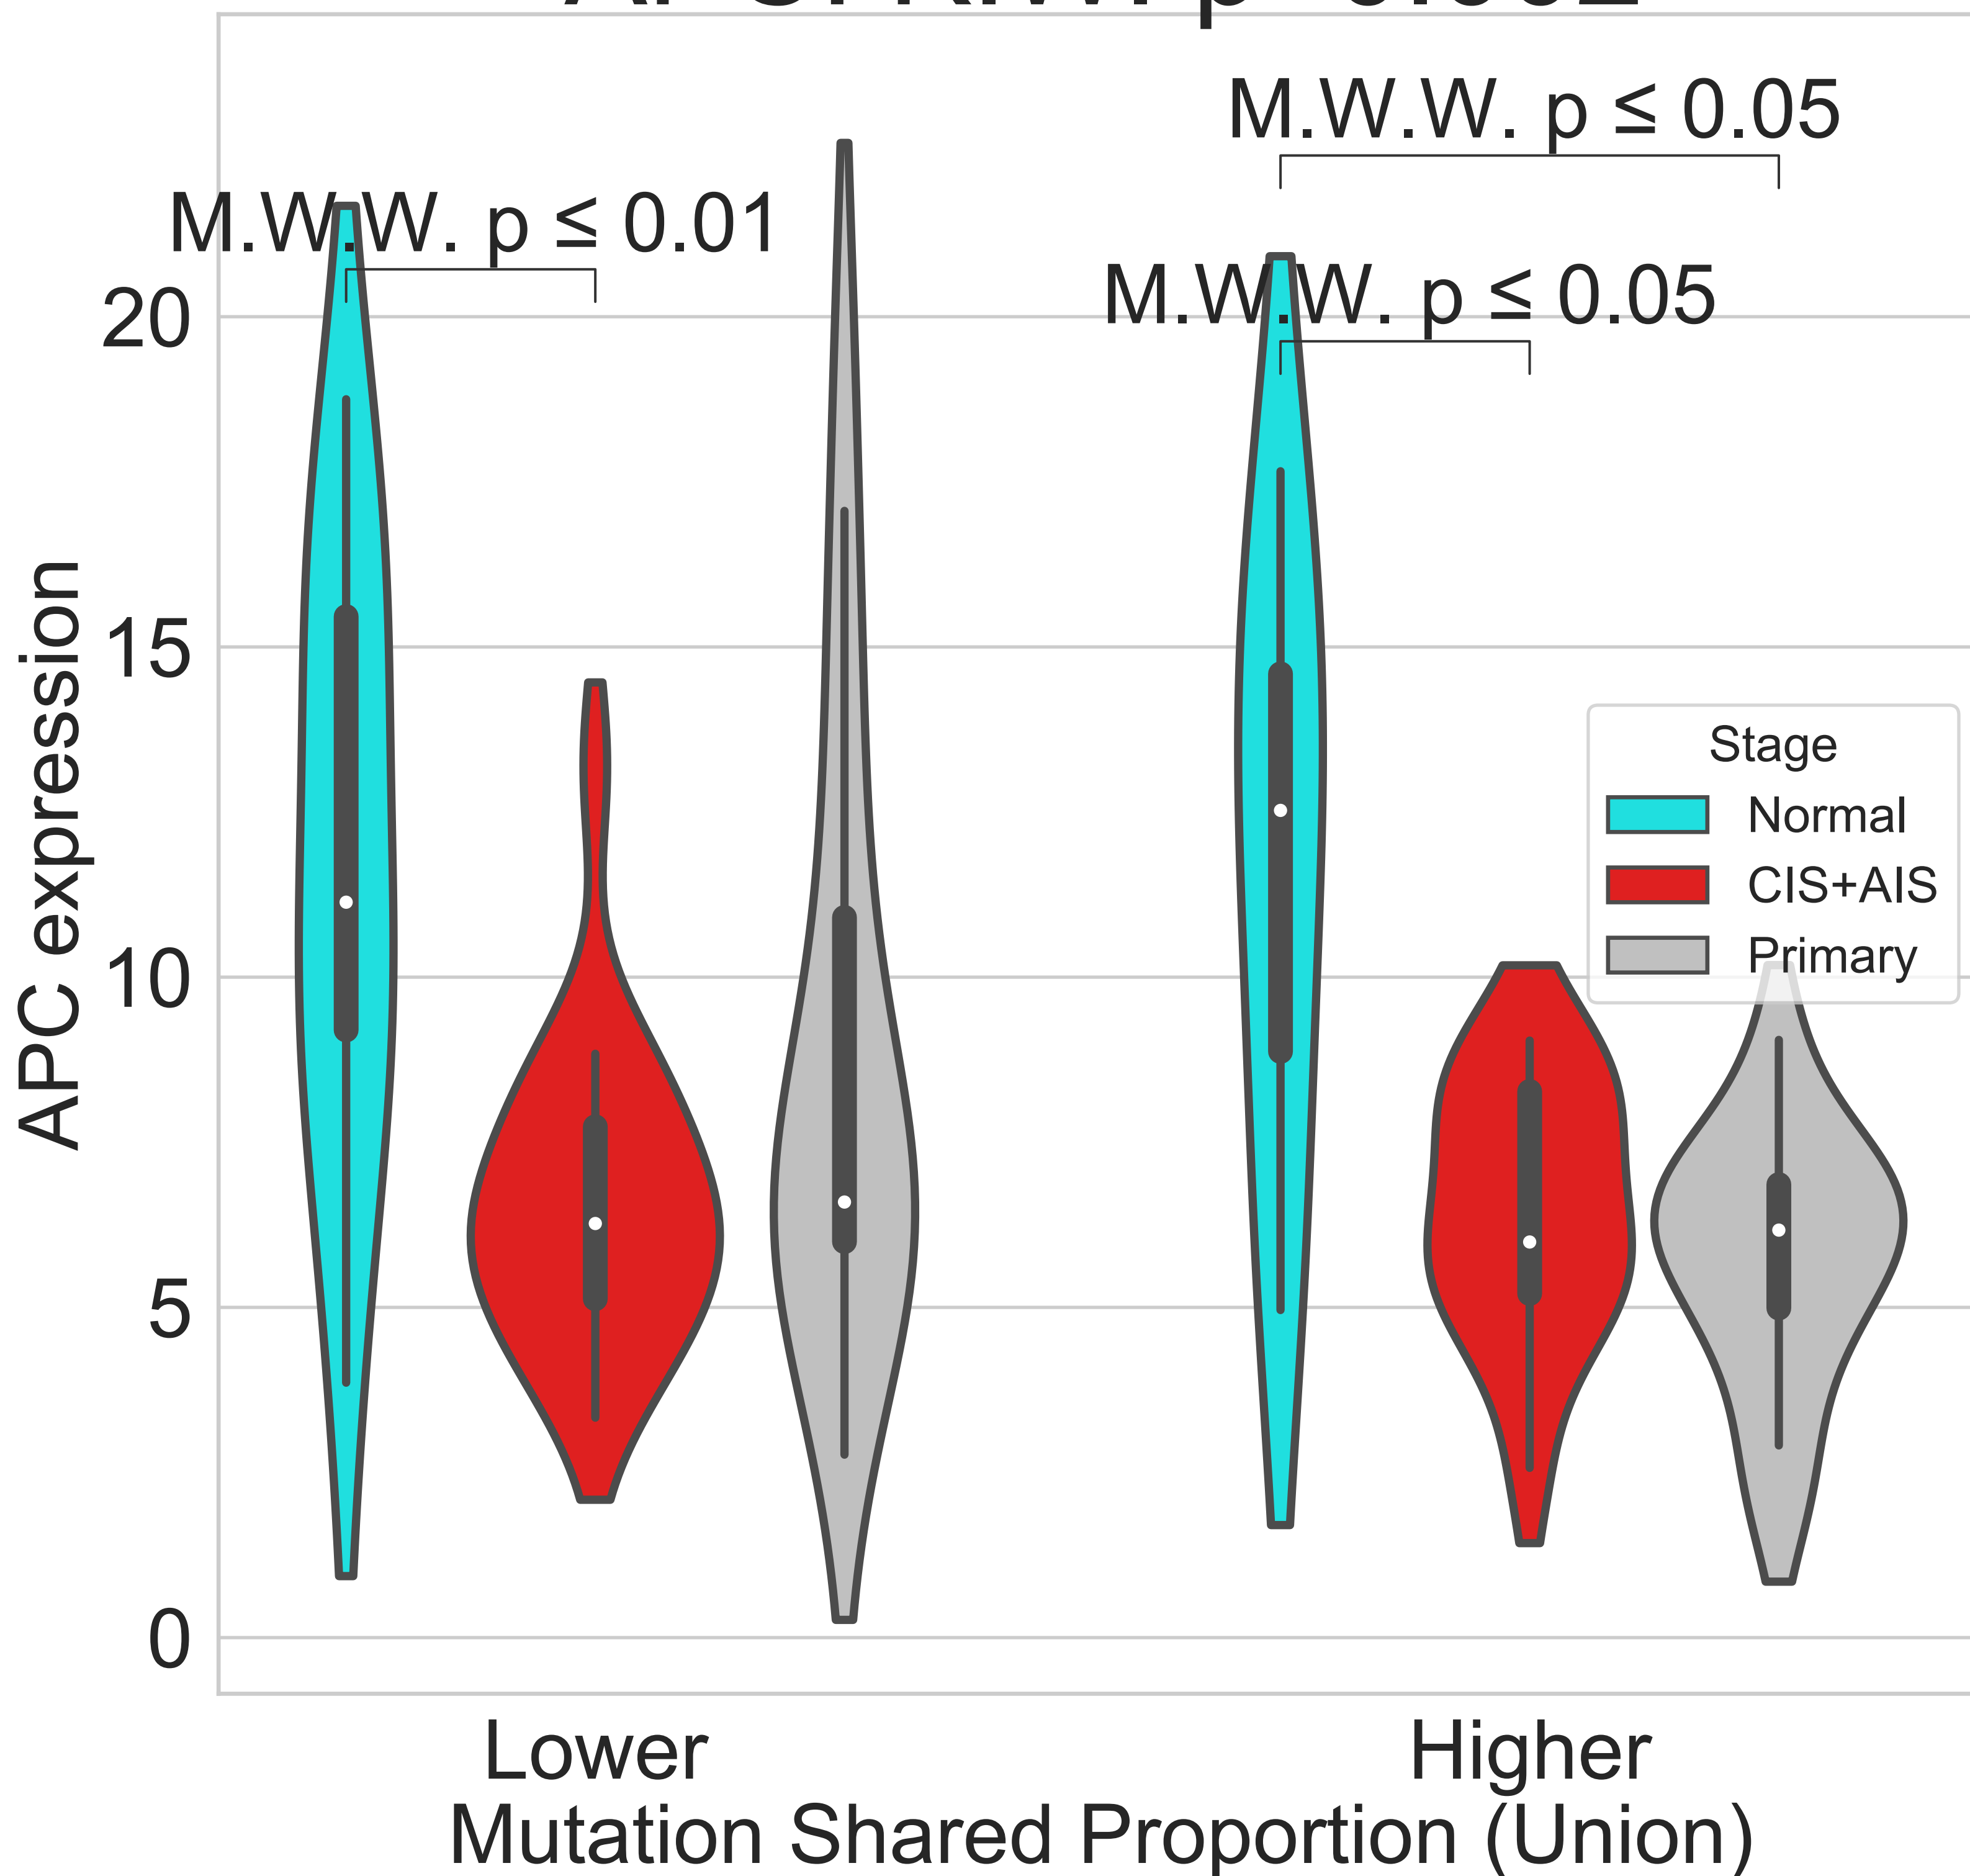 M.W.W. p ≤ 0.05
M.W.W. p ≤ 0.01
M.W.W. p ≤ 0.05
20
15
10
5
0
APC expression
Stage
Normal
CIS+AIS
Primary
Lower
Higher
Mutation Shared Proportion (Union)